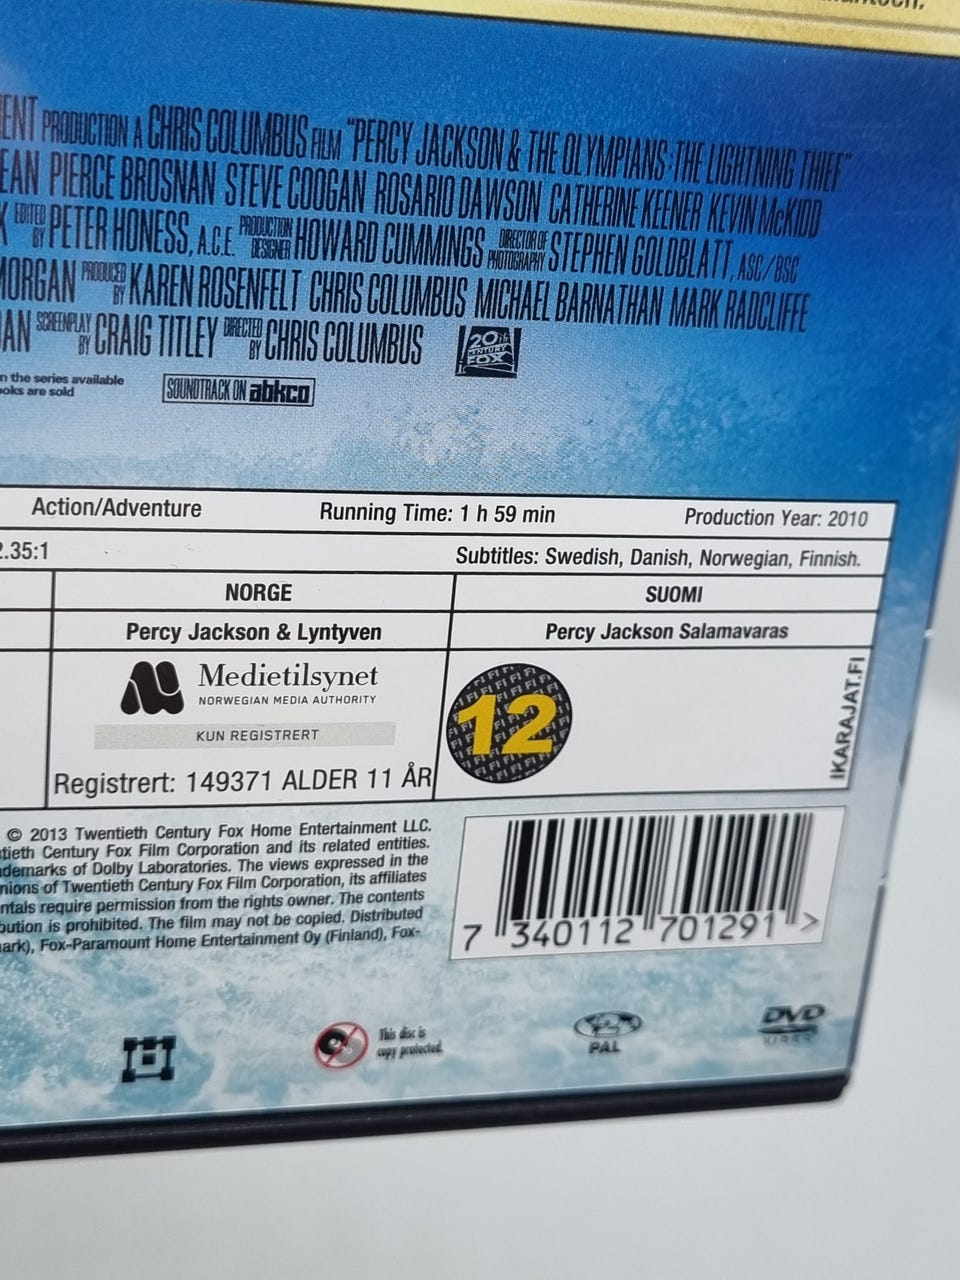 PRODUCTION A CHRIS COLUMBUS FILM "PERCY JACKSON & THE OLYMPIANS: THE LIGHTNING THIEF"
PIERCE BROSNAN STEVE COOGAN ROSARIO DAWSON CATHERINE KEENER KEVIN McKIDD
EDITED BY PETER HONESS, A.C.E. PRODUCTION DESIGNER HOWARD CUMMINGS DIRECTOR OF PHOTOGRAPHY STEPHEN GOLDBLATT, ASC/BSC
PRODUCED BY KAREN ROSENFELT CHRIS COLUMBUS MICHAEL BARNATHAN MARK RADCLIFFE
SCREENPLAY BY CRAIG TITLEY DIRECTED BY CHRIS COLUMBUS 20TH CENTURY FOX
n the series available
ooks are sold
SOUNDTRACK ON abkco
Action/Adventure Running Time: 1 h 59 min Production Year: 2010
2.35:1 Subtitles: Swedish, Danish, Norwegian, Finnish.
NORGE SUOMI
Percy Jackson & Lyntyven Percy Jackson Salamavaras
Medietilsynet
NORWEGIAN MEDIA AUTHORITY
KUN REGISTRERT
Registrert: 149371 ALDER 11 ÅR
12
IKARAJAT.FI
© 2013 Twentieth Century Fox Home Entertainment LLC.
tieth Century Fox Film Corporation and its related entities.
demarks of Dolby Laboratories. The views expressed in the
nions of Twentieth Century Fox Film Corporation, its affiliates
ntals require permission from the rights owner. The contents
bution is prohibited. The film may not be copied. Distributed
ark), Fox-Paramount Home Entertainment Oy (Finland), Fox-
7 340112 701291 >
This disc is
copy protected.
PAL
DVD
VIDEO